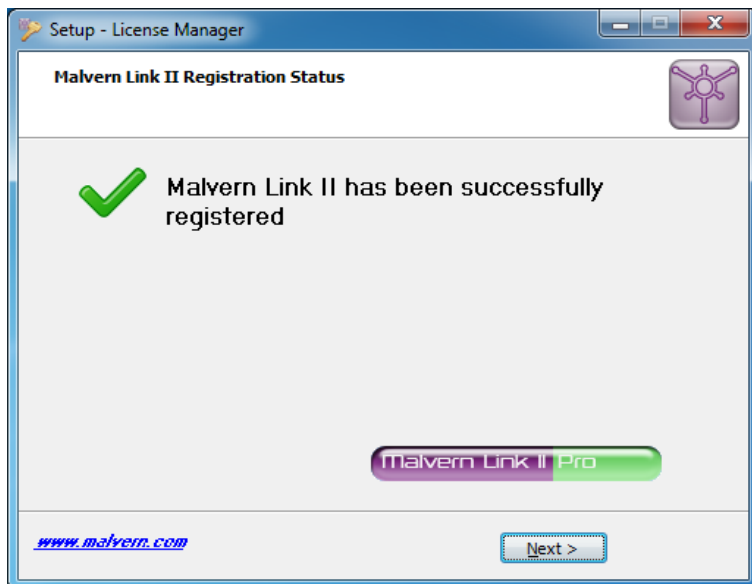 Setup - License Manager
Malvern Link II Registration Status
Malvern Link II has been successfully
registered
Malvern Link II Pro
www.malvern.com
Next >